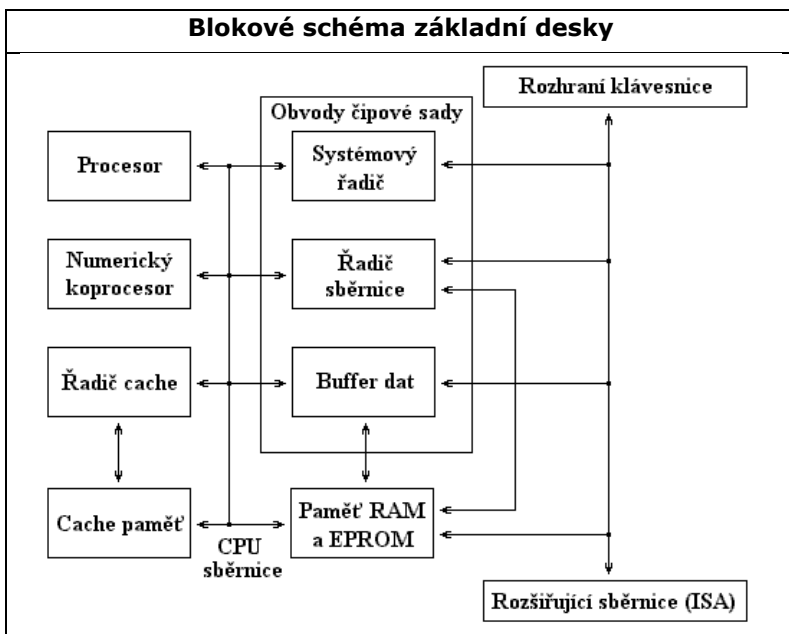 Blokové schéma základní desky
Rozhraní klávesnice
Obvody čipové sady
Procesor
Systémový
řadič
Numerický
koprocesor
Řadič
sběrnice
Řadič cache
Buffer dat
Cache paměť
CPU
sběrnice
Paměť RAM
a EPROM
Rozšiřující sběrnice (ISA)